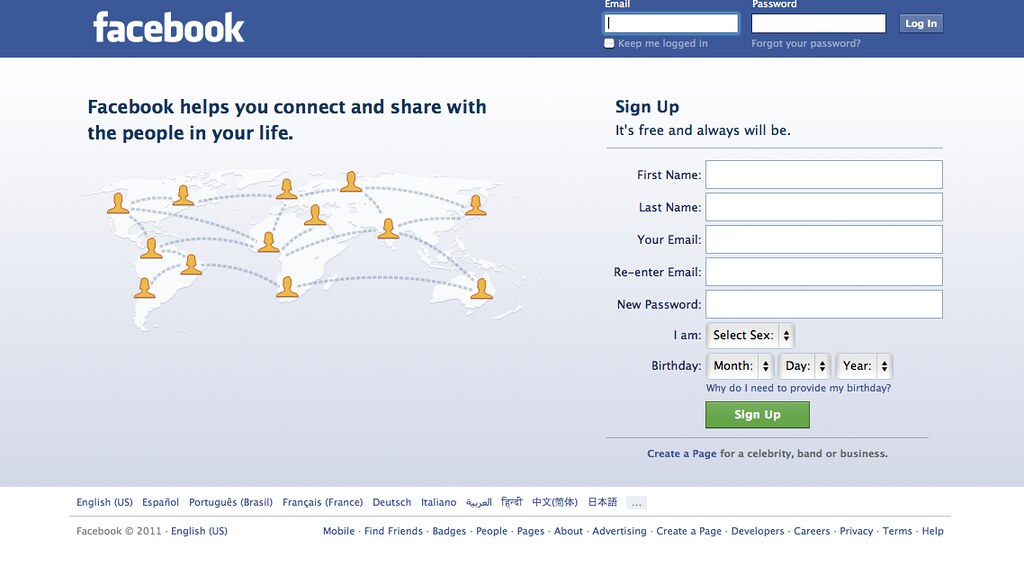 facebook
Email Password
Log In
Keep me logged in Forgot your password?
Facebook helps you connect and share with
the people in your life.
Sign Up
It's free and always will be.
First Name:
Last Name:
Your Email:
Re-enter Email:
New Password:
I am: Select Sex:
Birthday: Month: Day: Year:
Why do I need to provide my birthday?
Sign Up
Create a Page for a celebrity, band or business.
English (US) Español Português (Brasil) Français (France) Deutsch Italiano العربية हिन्दी 中文(简体) 日本語 ...
Facebook © 2011 · English (US) Mobile · Find Friends · Badges · People · Pages · About · Advertising · Create a Page · Developers · Careers · Privacy · Terms · Help